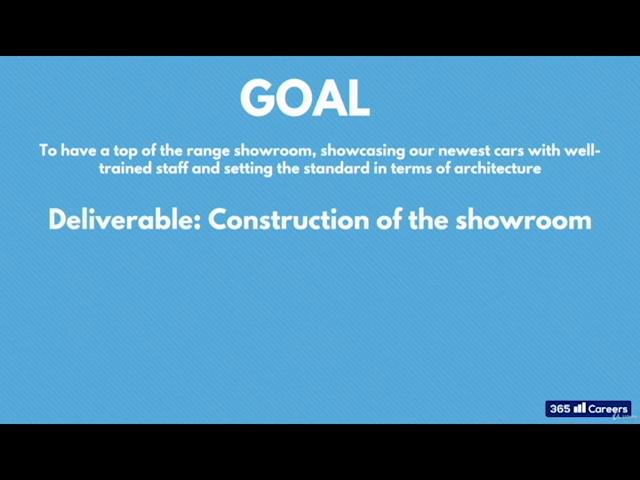 GOAL
To have a top of the range showroom, showcasing our newest cars with well-
trained staff and setting the standard in terms of architecture
Deliverable: Construction of the showroom
365 Careers